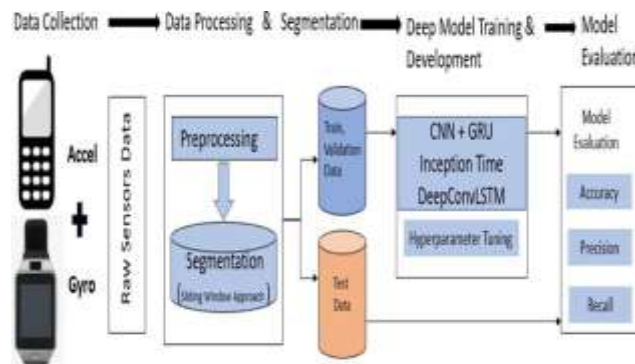 Data Collection
Data Processing & Segmentation
Deep Model Training &
Development
Model
Evaluation
Accel
+
Gyro
Raw Sensors Data
Preprocessing
Segmentation
(Sliding Window Approach)
Train,
Validation
Data
Test
Data
CNN + GRU
Inception Time
DeepConvLSTM
Hyperparameter Tuning
Model
Evaluation
Accuracy
Precision
Recall